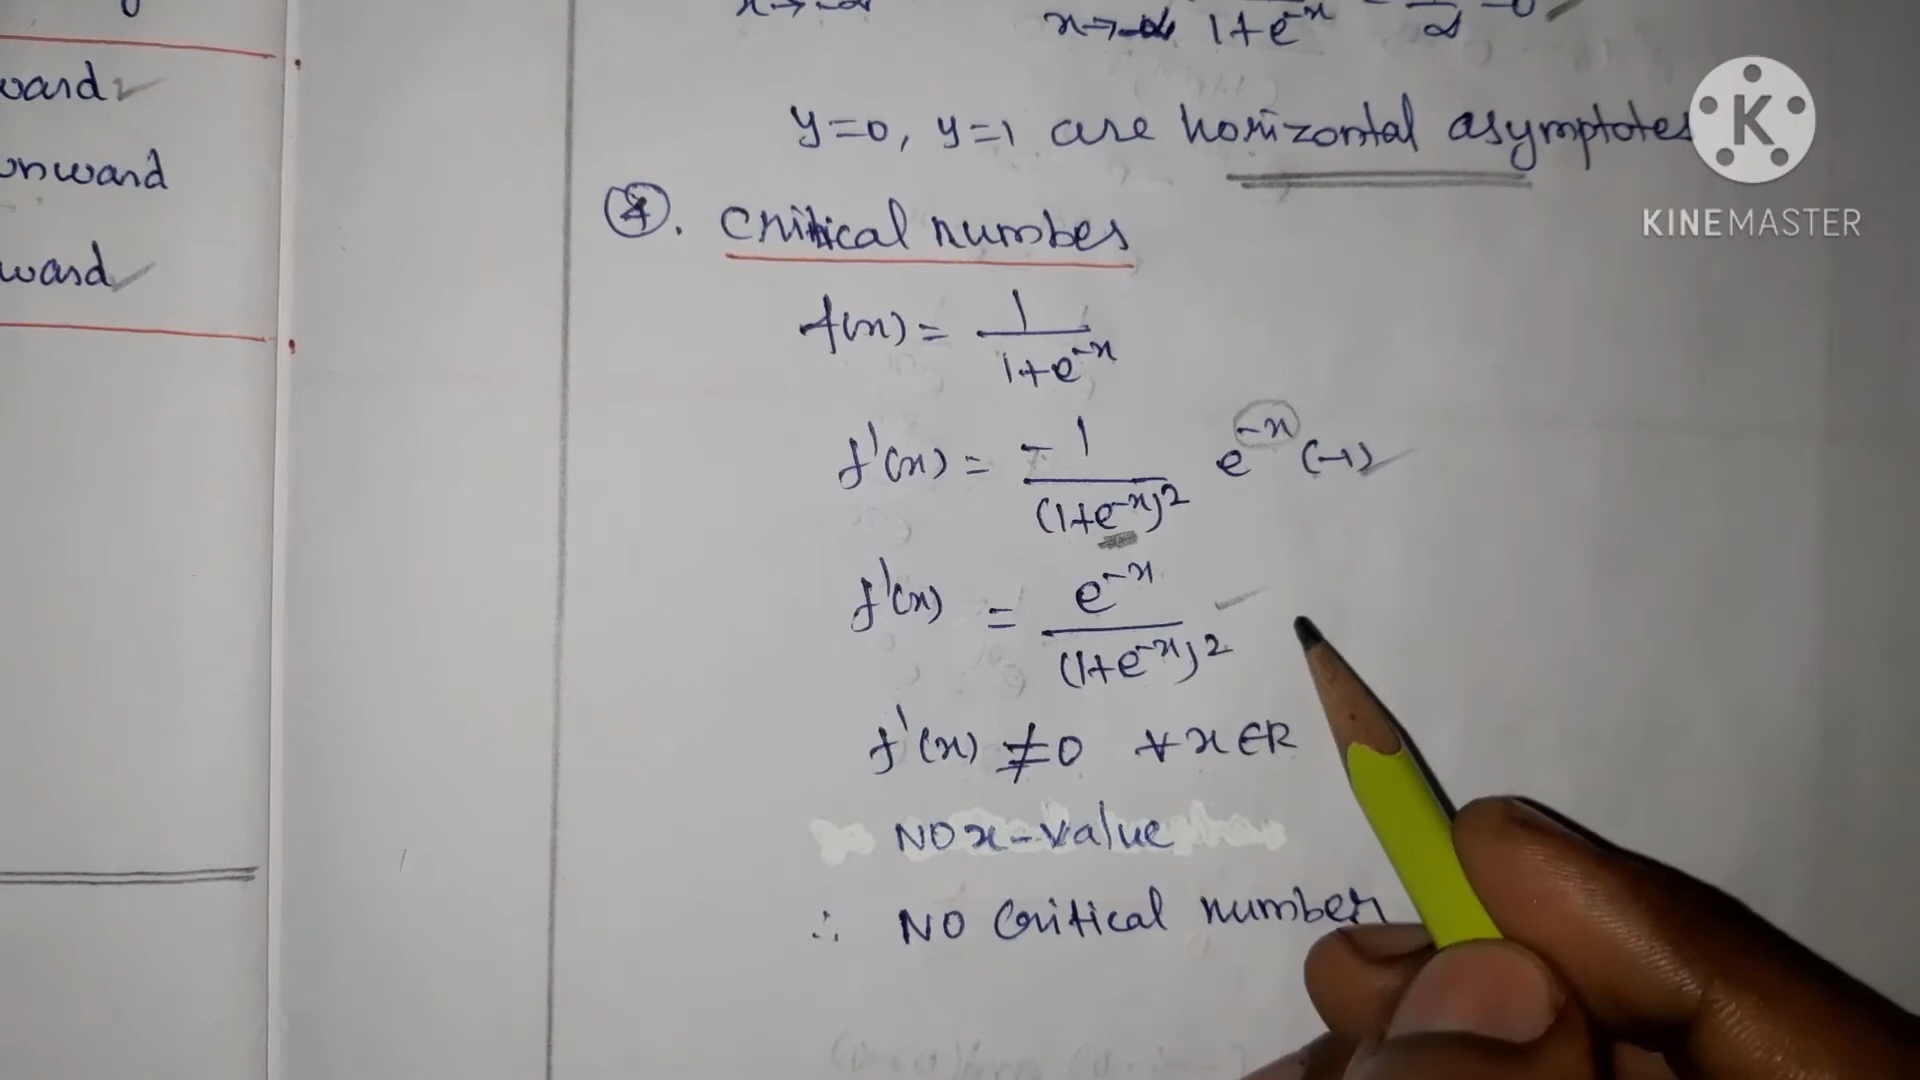 ward
onward
ward
x→-∞ 1+e^-x
y=0, y=1 are horizontal asymptotes
4. Critical numbes
f(x) = 1/(1+e^-x)
f'(x) = -1/(1+e^-x)^2 e^-x (-1)
f'(x) = e^-x/(1+e^-x)^2
f'(x) ≠ 0 ∀ x ∈ R
NO x-value
∴ NO Critical number
K
KINEMASTER